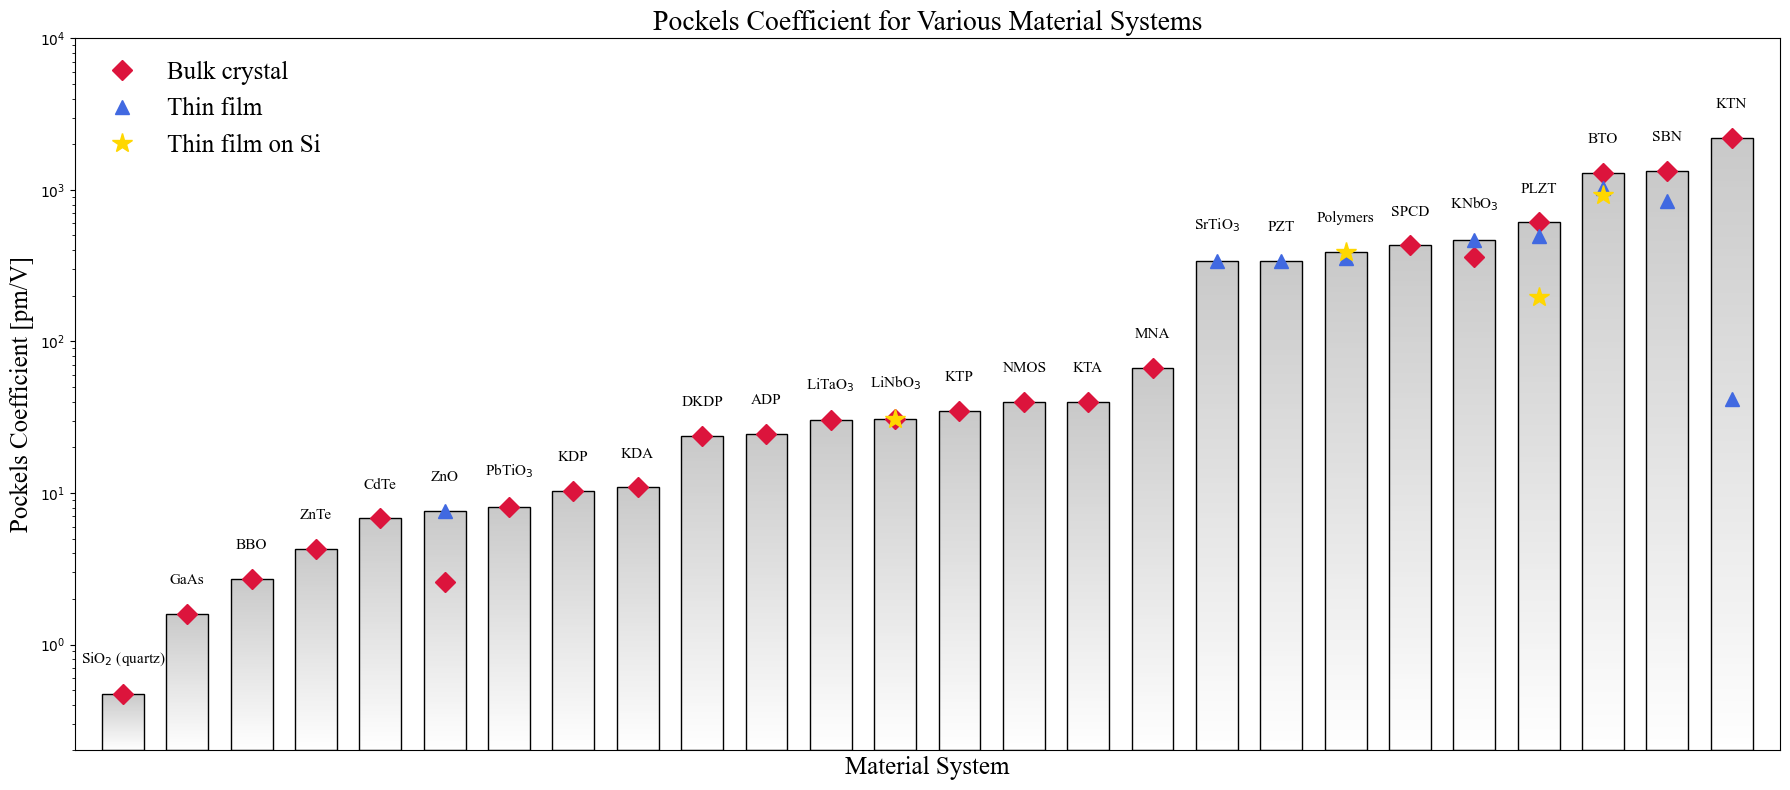 Pockels Coefficient for Various Material Systems
Bulk crystal
Thin film
Thin film on Si
Pockels Coefficient [pm/V]
10⁴
10³
10²
10¹
10⁰
SiO₂ (quartz)
GaAs
BBO
ZnTe
CdTe
ZnO
PbTiO₃
KDP
KDA
DKDP
ADP
LiTaO₃
LiNbO₃
KTP
NMOS
KTA
MNA
SrTiO₃
PZT
Polymers
SPCD
KNbO₃
PLZT
BTO
SBN
KTN
Material System